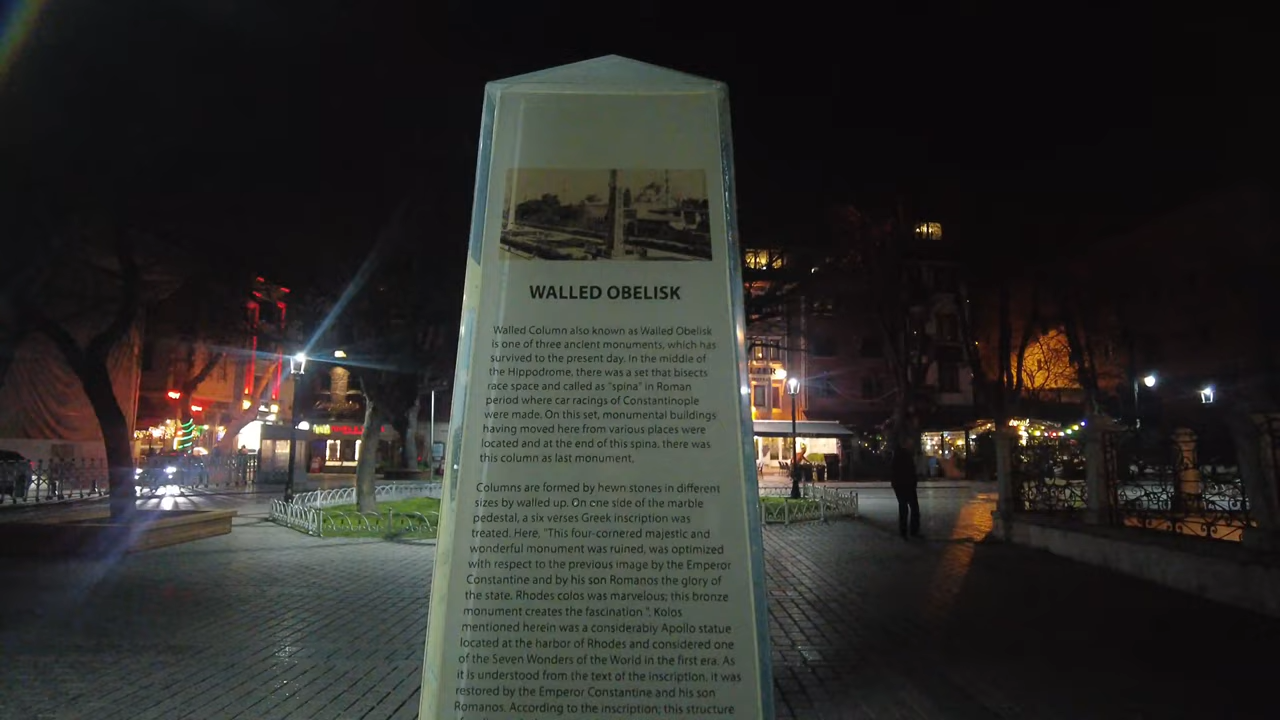 WALLED OBELISK
Walled Column also known as Walled Obelisk
is one of three ancient monuments, which has
survived to the present day. In the middle of
the Hippodrome, there was a set that bisects
race space and called as "spina" in Roman
period where car racings of Constantinople
were made. On this set, monumental buildings
having moved here from various places were
located and at the end of this spina, there was
this column as last monument.
Columns are formed by hewn stones in different
sizes by walled up. On one side of the marble
pedestal, a six verses Greek inscription was
treated. Here, "This four-cornered majestic and
wonderful monument was ruined, was optimized
with respect to the previous image by the Emperor
Constantine and by his son Romanos the glory of
the state. Rhodes colos was marvelous; this bronze
monument creates the fascination ". Kolos
mentioned herein was a considerably Apollo statue
located at the harbor of Rhodes and considered one
of the Seven Wonders of the World in the first era. As
it is understood from the text of the inscription, it was
restored by the Emperor Constantine and his son
Romanos. According to the inscription; this structure